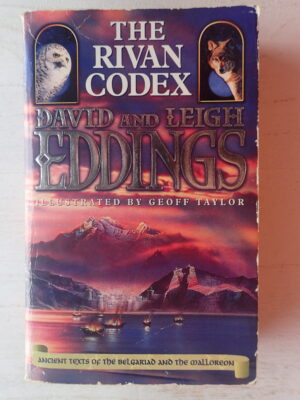 THE
RIVAN
CODEX
DAVID AND LEIGH
EDDINGS
ILLUSTRATED BY GEOFF TAYLOR
ANCIENT TEXTS OF THE BELGARIAD AND THE MALLOREON